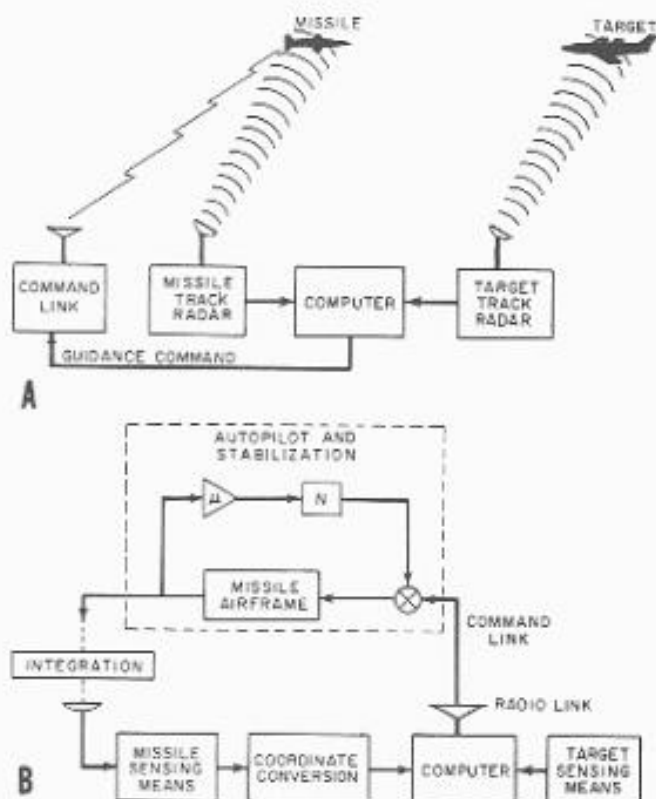 MISSILE
TARGET
COMMAND
LINK
MISSILE
TRACK
RADAR
COMPUTER
TARGET
TRACK
RADAR
GUIDANCE COMMAND
A
AUTOPILOT AND
STABILIZATION
μ
N
MISSILE
AIRFRAME
COMMAND
LINK
INTEGRATION
RADIO LINK
MISSILE
SENSING
MEANS
COORDINATE
CONVERSION
COMPUTER
TARGET
SENSING
MEANS
B